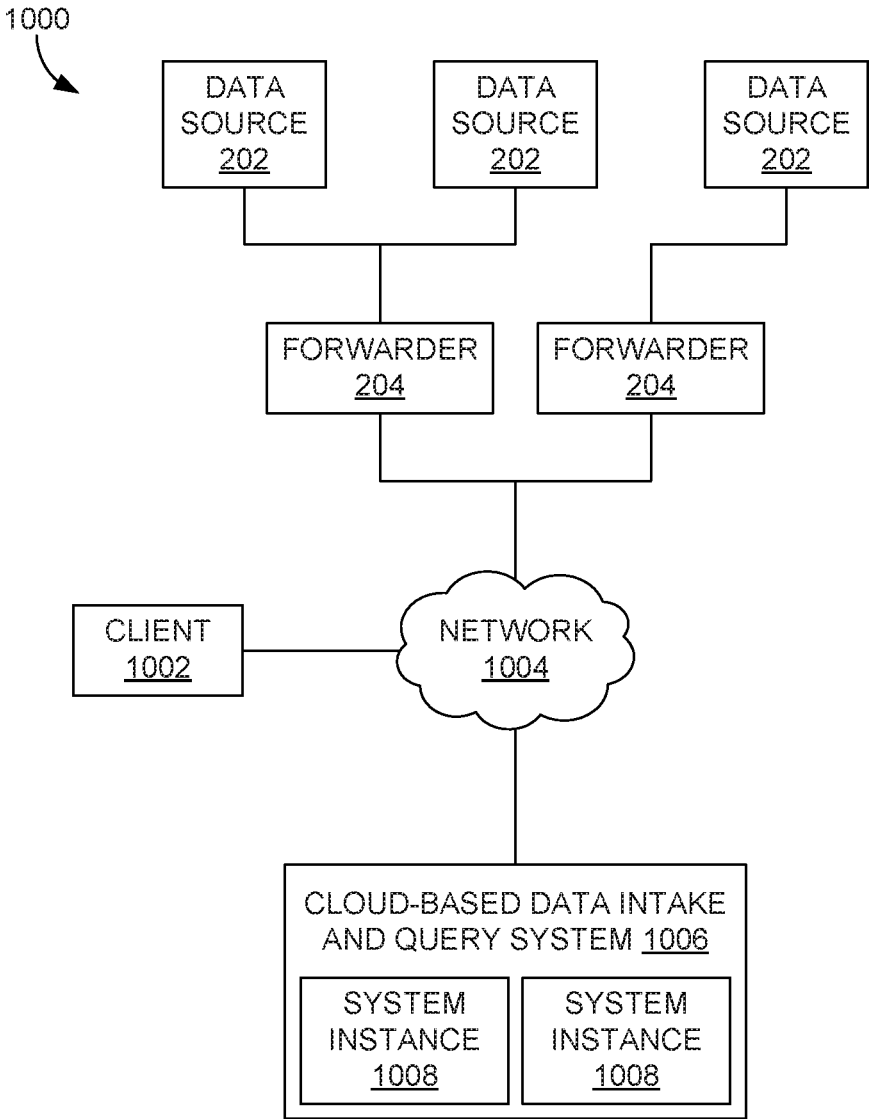 1000
DATA
SOURCE
202
DATA
SOURCE
202
DATA
SOURCE
202
FORWARDER
204
FORWARDER
204
CLIENT
1002
NETWORK
1004
CLOUD-BASED DATA INTAKE
AND QUERY SYSTEM 1006
SYSTEM
INSTANCE
1008
SYSTEM
INSTANCE
1008